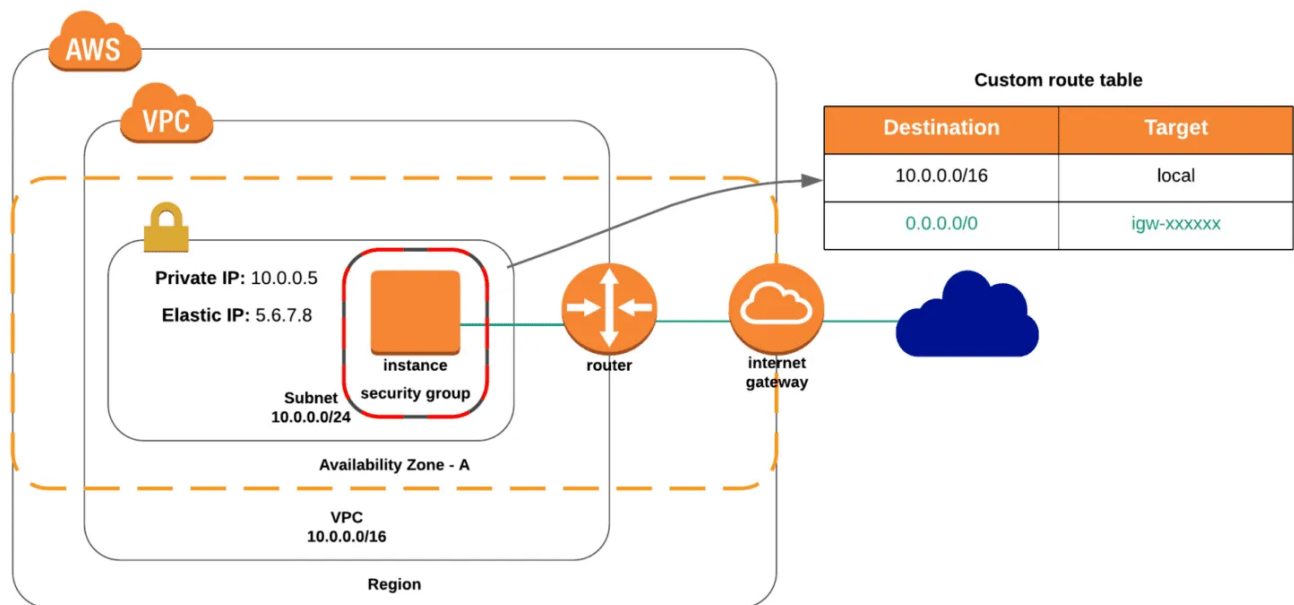 AWS
VPC
Custom route table
Destination Target
10.0.0.0/16 local
0.0.0.0/0 igw-xxxxxx
Private IP: 10.0.0.5
Elastic IP: 5.6.7.8
instance
security group
Subnet
10.0.0.0/24
router
internet
gateway
Availability Zone - A
VPC
10.0.0.0/16
Region